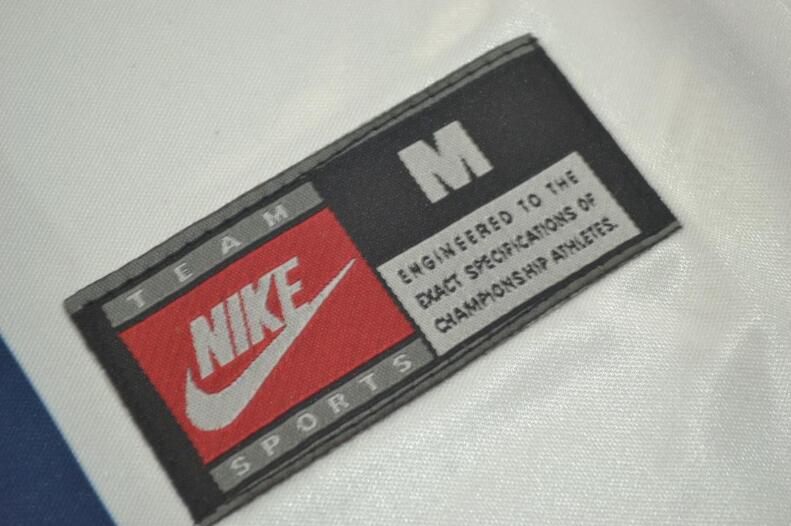 TEAM
NIKE
SPORTS
M
ENGINEERED TO THE
EXACT SPECIFICATIONS OF
CHAMPIONSHIP ATHLETES.